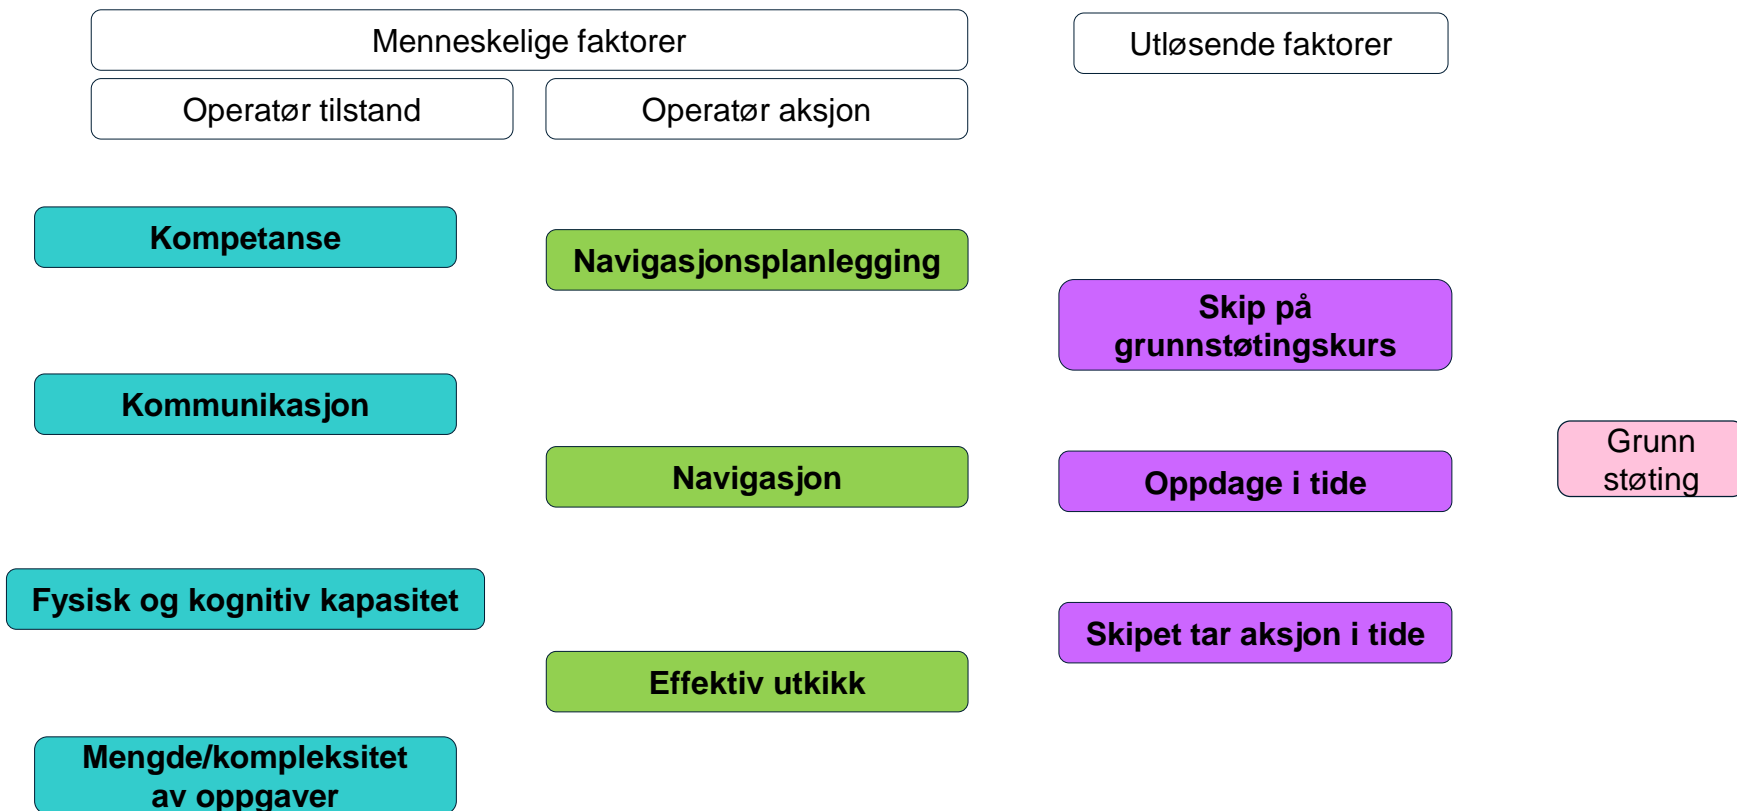 Menneskelige faktorer
Utløsende faktorer
Operatør tilstand
Operatør aksjon
Kompetanse
Navigasjonsplanlegging
Skip på
grunnstøtingskurs
Kommunikasjon
Navigasjon
Oppdage i tide
Grunn
støting
Fysisk og kognitiv kapasitet
Skipet tar aksjon i tide
Effektiv utkikk
Mengde/kompleksitet
av oppgaver